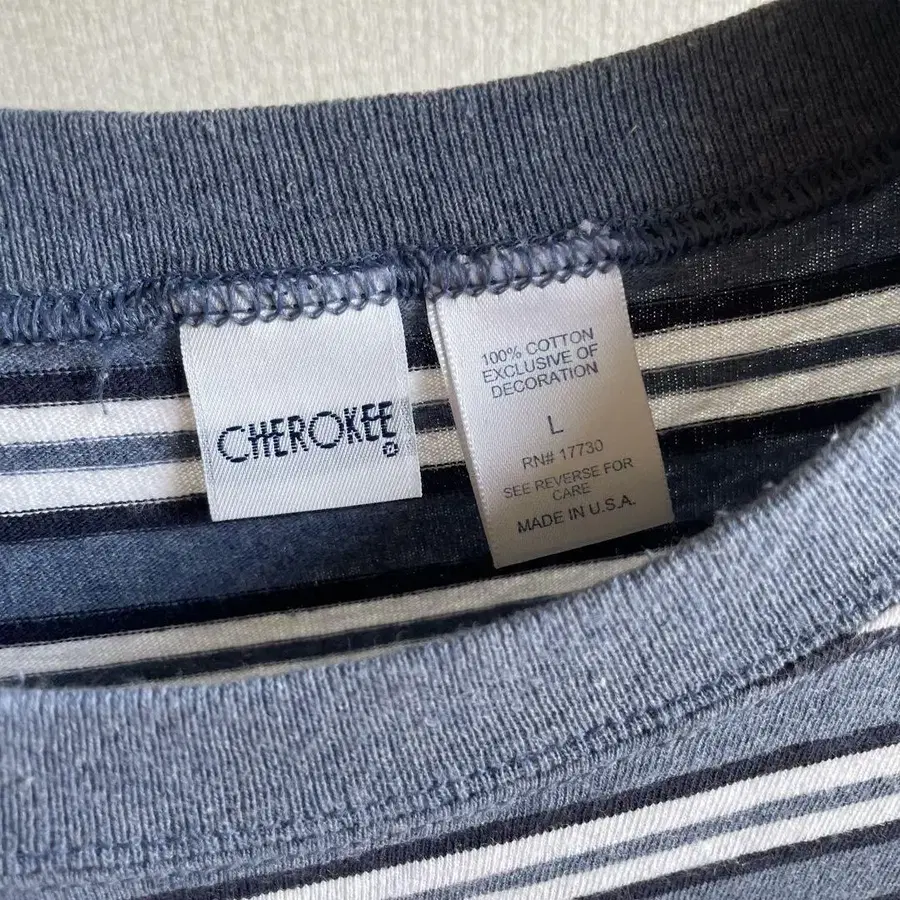 CHEROKEE
100% COTTON
EXCLUSIVE OF
DECORATION
L
RN# 17730
SEE REVERSE FOR
CARE
MADE IN U.S.A.